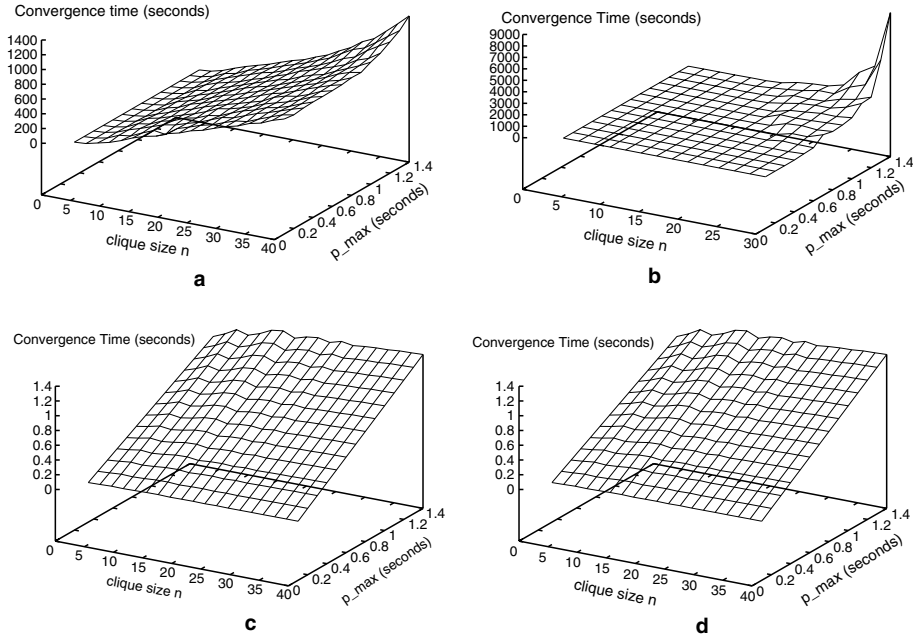 Convergence time (seconds)
1400
1200
1000
800
600
400
200
0
0 5 10 15 20 25 30 35 40
clique size n
0 0.2 0.4 0.6 0.8 1 1.2 1.4
p_max (seconds)
a
Convergence Time (seconds)
9000
8000
7000
6000
5000
4000
3000
2000
1000
0
0 5 10 15 20 25 30
clique size n
0 0.2 0.4 0.6 0.8 1 1.2 1.4
p_max (seconds)
b
Convergence Time (seconds)
1.4
1.2
1
0.8
0.6
0.4
0.2
0
0 5 10 15 20 25 30 35 40
clique size n
0 0.2 0.4 0.6 0.8 1 1.2 1.4
p_max (seconds)
c
Convergence Time (seconds)
1.4
1.2
1
0.8
0.6
0.4
0.2
0
0 5 10 15 20 25 30 35 40
clique size n
0 0.2 0.4 0.6 0.8 1 1.2 1.4
p_max (seconds)
d